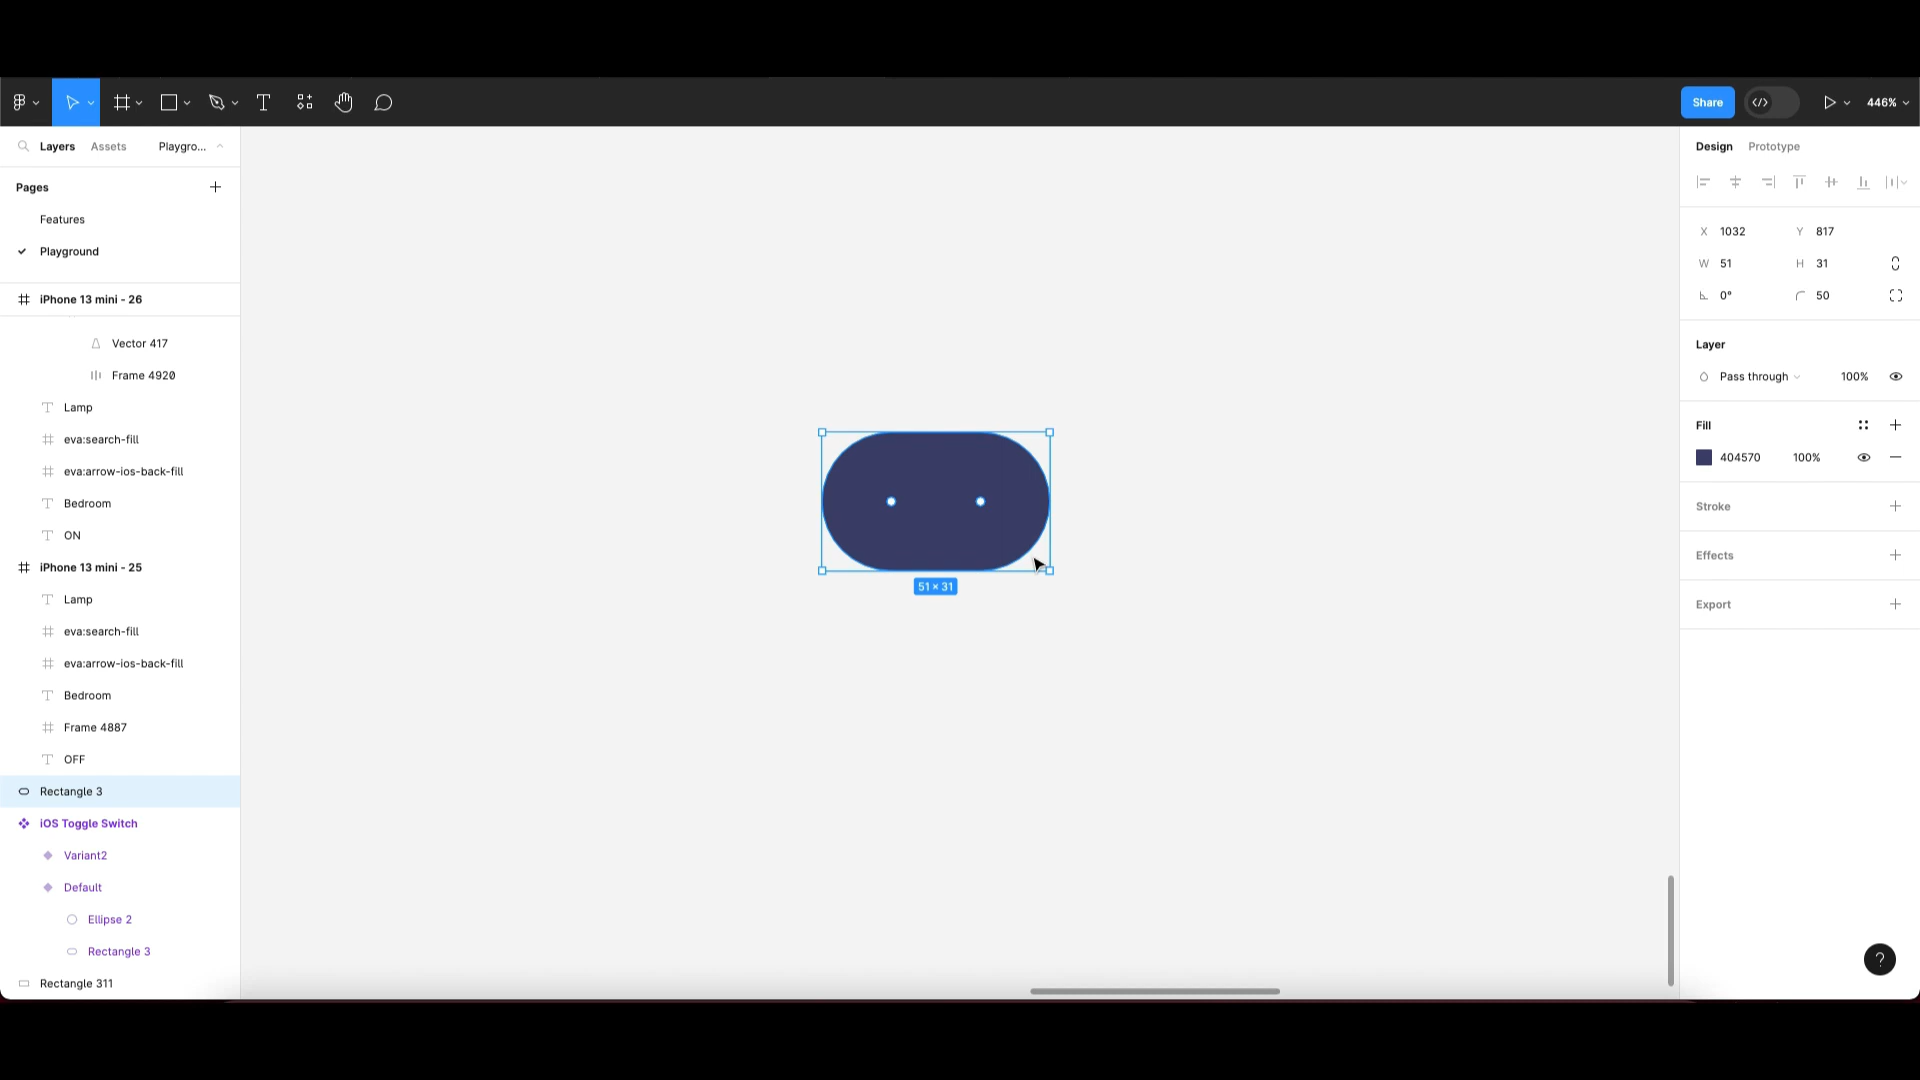 Share
446%
Layers
Assets
Playgro...
Pages
Features
Playground
iPhone 13 mini - 26
Vector 417
Frame 4920
Lamp
eva:search-fill
eva:arrow-ios-back-fill
Bedroom
ON
iPhone 13 mini - 25
Lamp
eva:search-fill
eva:arrow-ios-back-fill
Bedroom
Frame 4887
OFF
Rectangle 3
iOS Toggle Switch
Variant2
Default
Ellipse 2
Rectangle 3
Rectangle 311
51 × 31
Design Prototype
X 1032 Y 817
W 51 H 31
0° 50
Layer
Pass through 100%
Fill
404570 100%
Stroke
Effects
Export
?